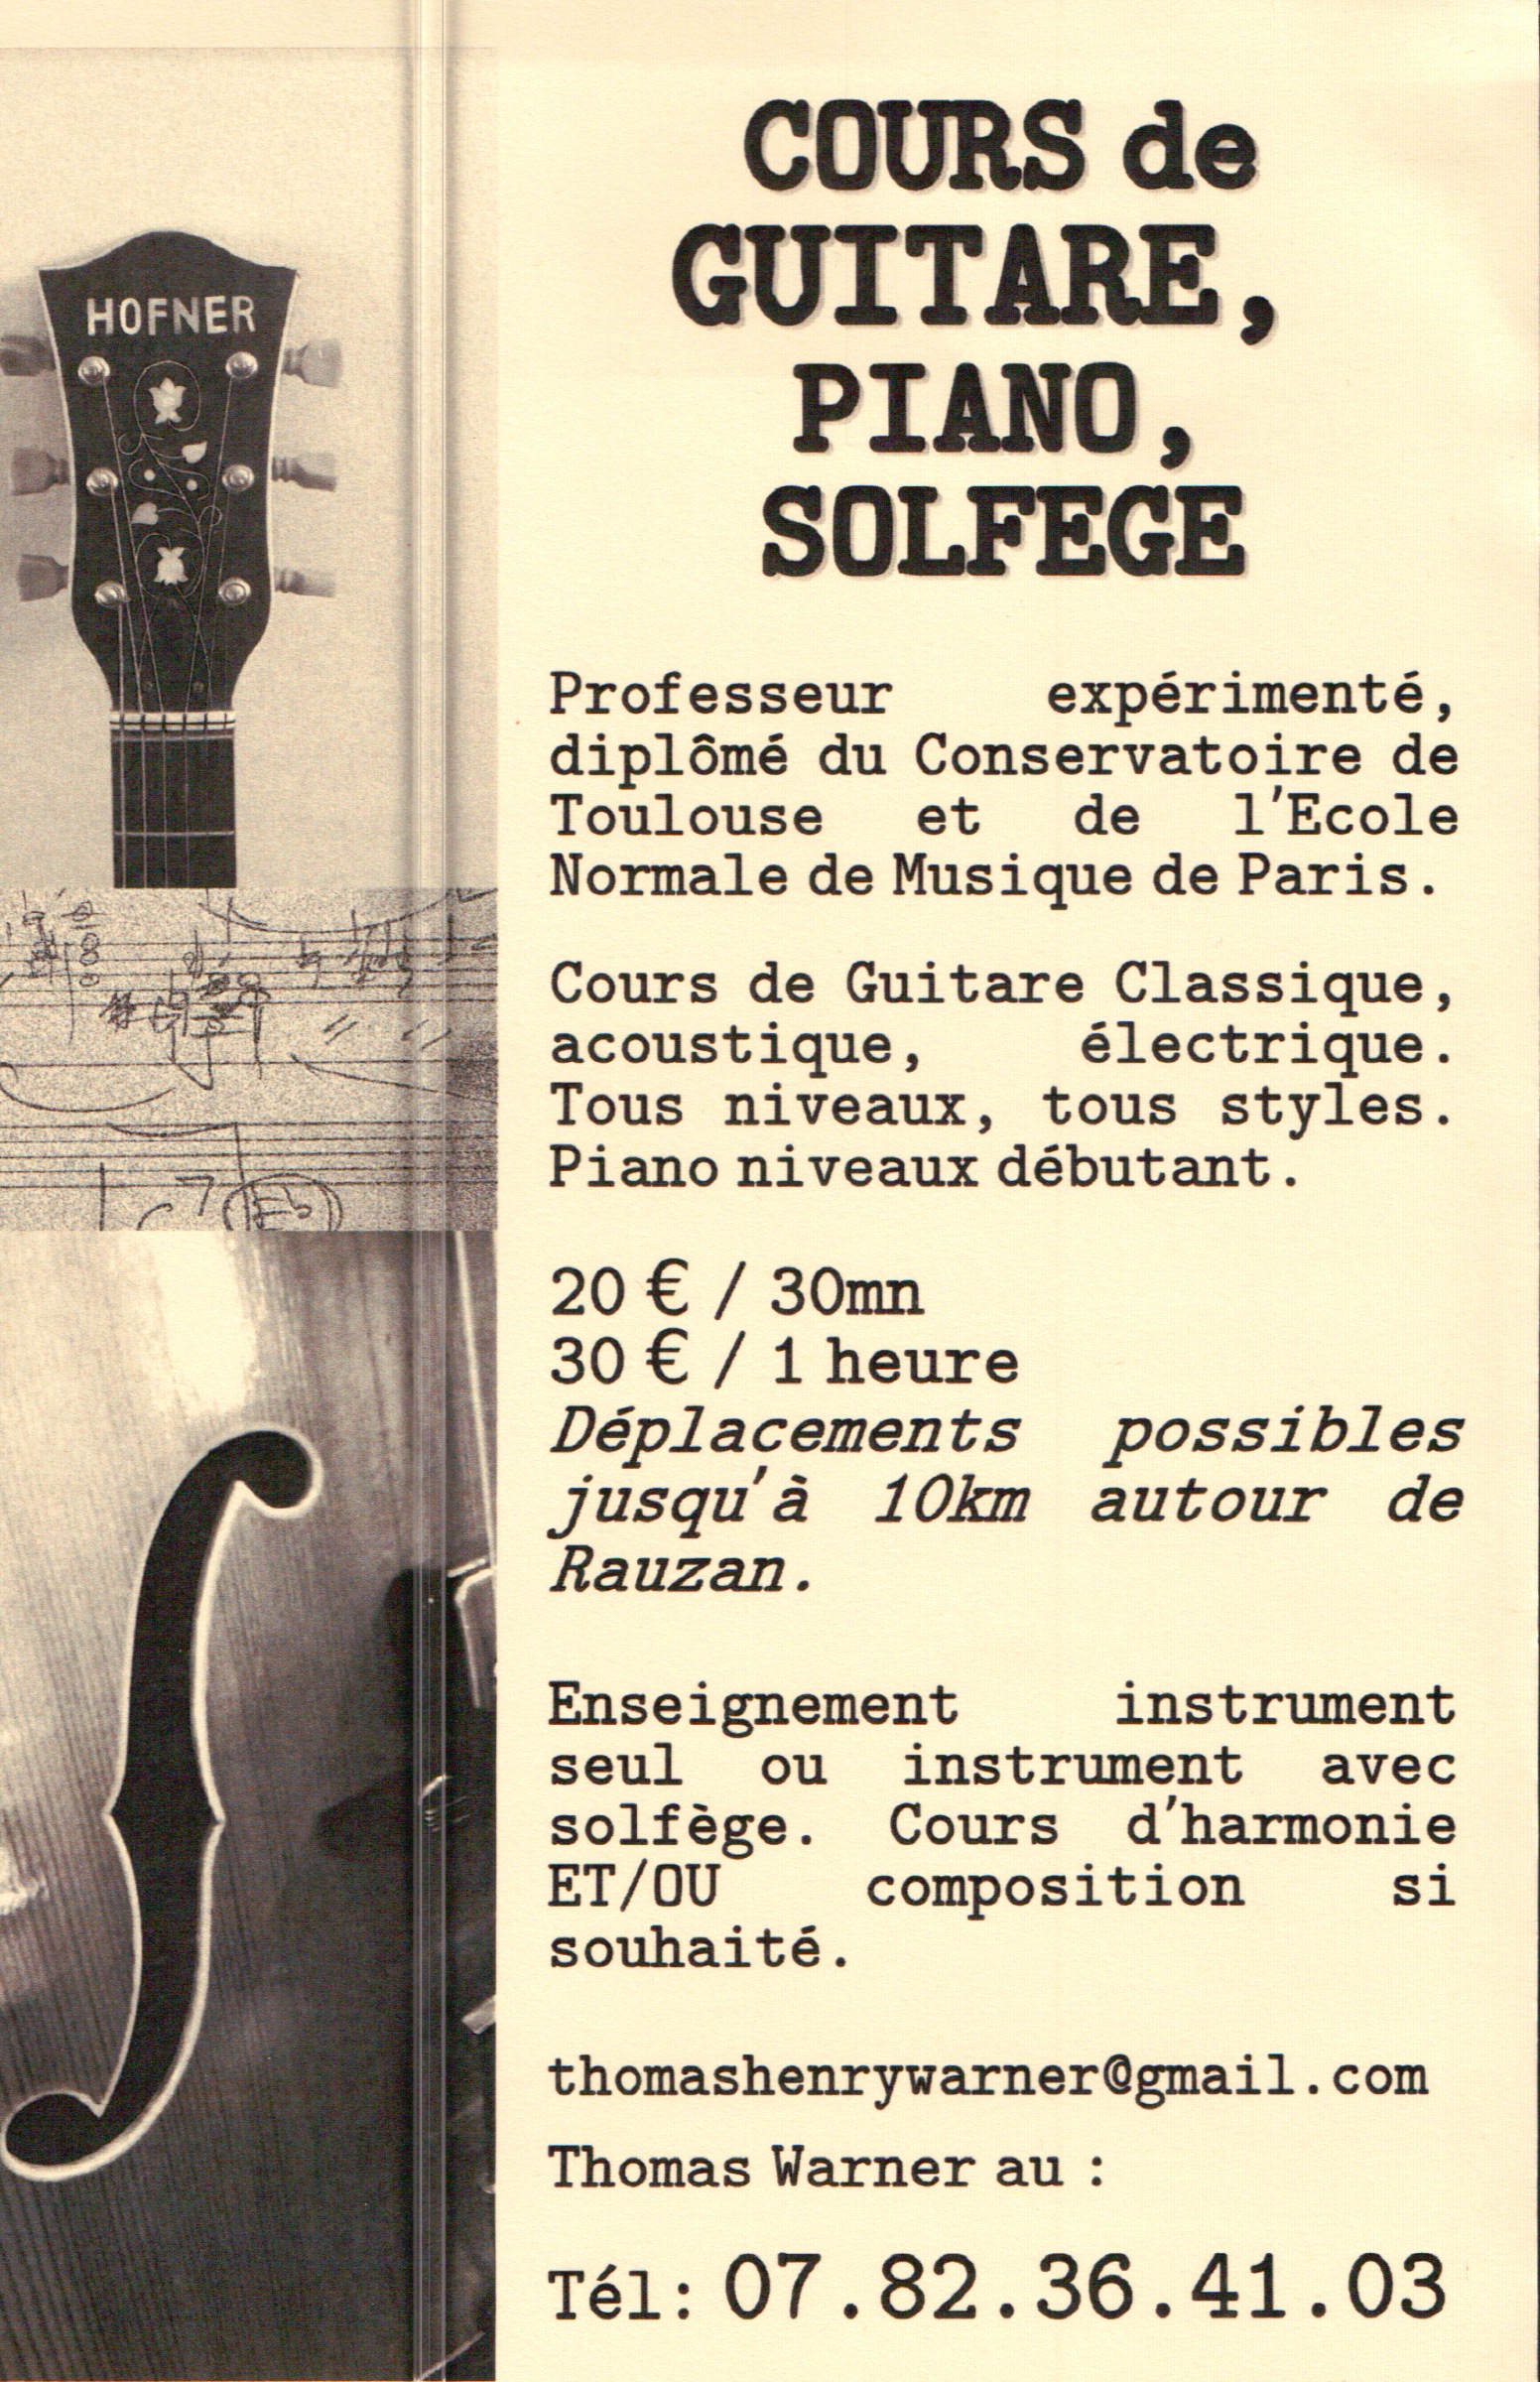 HOFNER
COURS de
GUITARE,
PIANO,
SOLFEGE
Professeur expérimenté,
diplômé du Conservatoire de
Toulouse et de l'Ecole
Normale de Musique de Paris.
Cours de Guitare Classique,
acoustique, électrique.
Tous niveaux, tous styles.
Piano niveaux débutant.
20 € / 30mn
30 € / 1 heure
Déplacements possibles
jusqu'à 10km autour de
Rauzan.
Enseignement instrument
seul ou instrument avec
solfège. Cours d'harmonie
ET/OU composition si
souhaité.
thomashenrywarner@gmail.com
Thomas Warner au :
Tél: 07.82.36.41.03
Eb